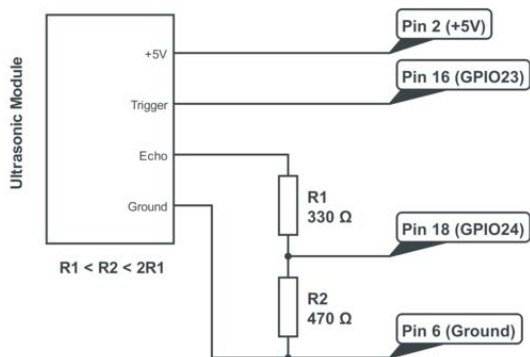 Ultrasonic Module
+5V
Pin 2 (+5V)
Trigger
Pin 16 (GPIO23)
Echo
Ground
R1
330 Ω
Pin 18 (GPIO24)
R1 < R2 < 2R1
R2
470 Ω
Pin 6 (Ground)